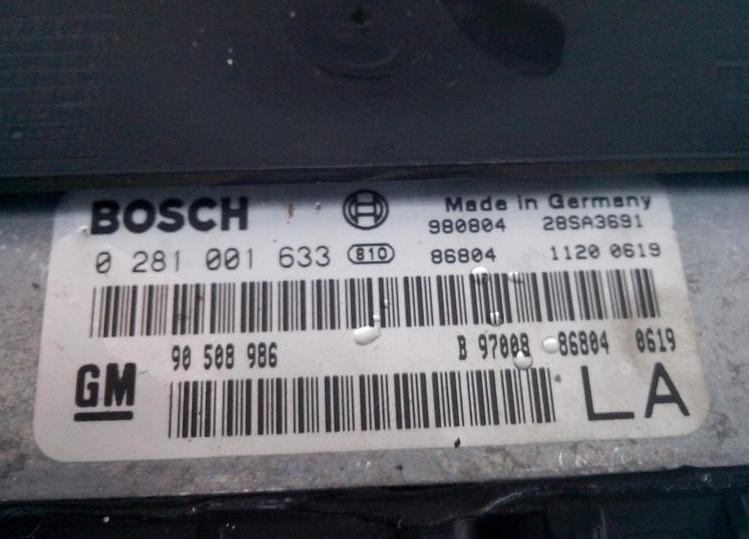 BOSCH Made in Germany
980804 28SA3691
0 281 001 633 810 86804 1120 0619
90 508 986 B 97008 86804 0619
GM LA